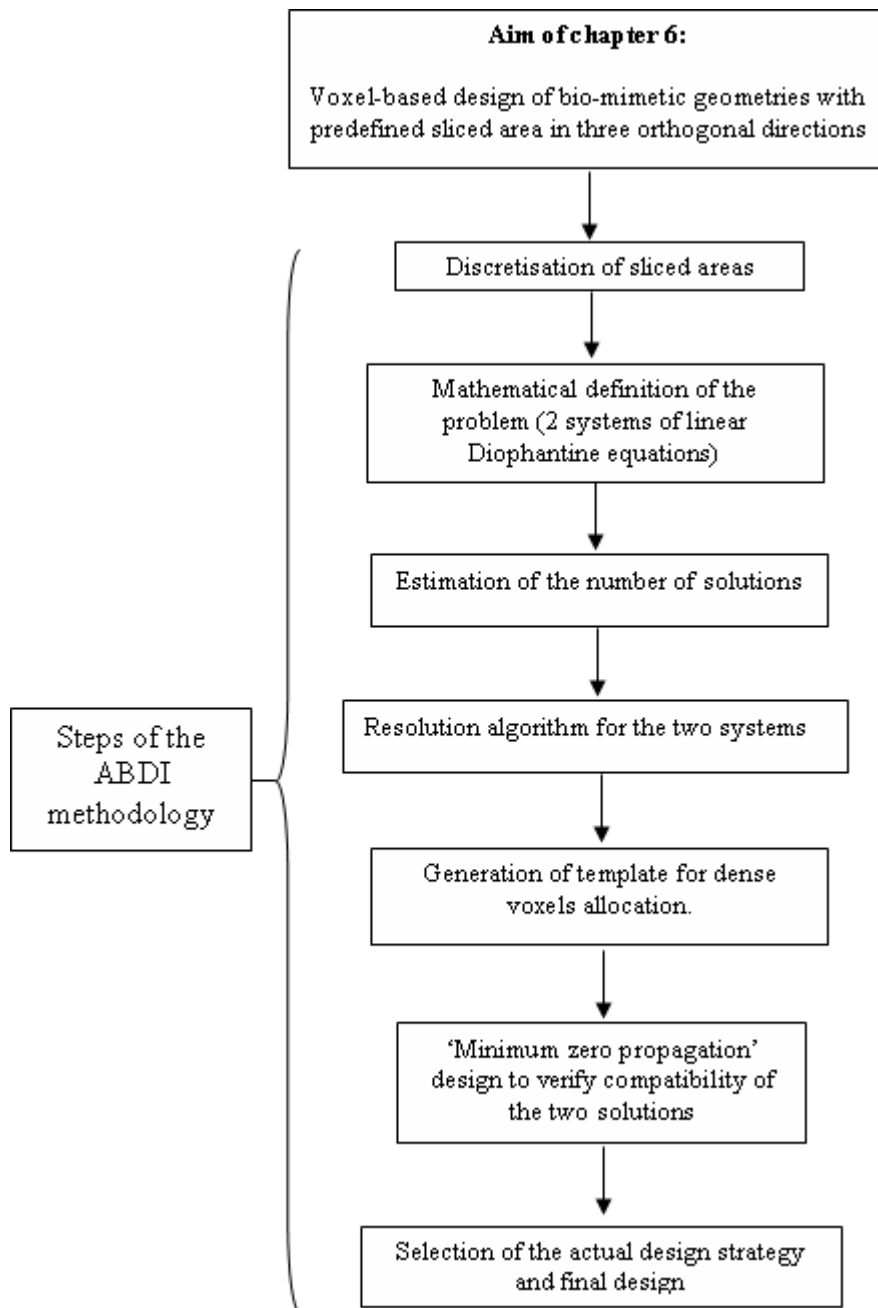 Aim of chapter 6:
Voxel-based design of bio-mimetic geometries with
predefined sliced area in three orthogonal directions
Discretisation of sliced areas
Mathematical definition of the
problem (2 systems of linear
Diophantine equations)
Estimation of the number of solutions
Resolution algorithm for the two systems
Steps of the
ABDI
methodology
Generation of template for dense
voxels allocation.
‘Minimum zero propagation’
design to verify compatibility of
the two solutions
Selection of the actual design strategy
and final design